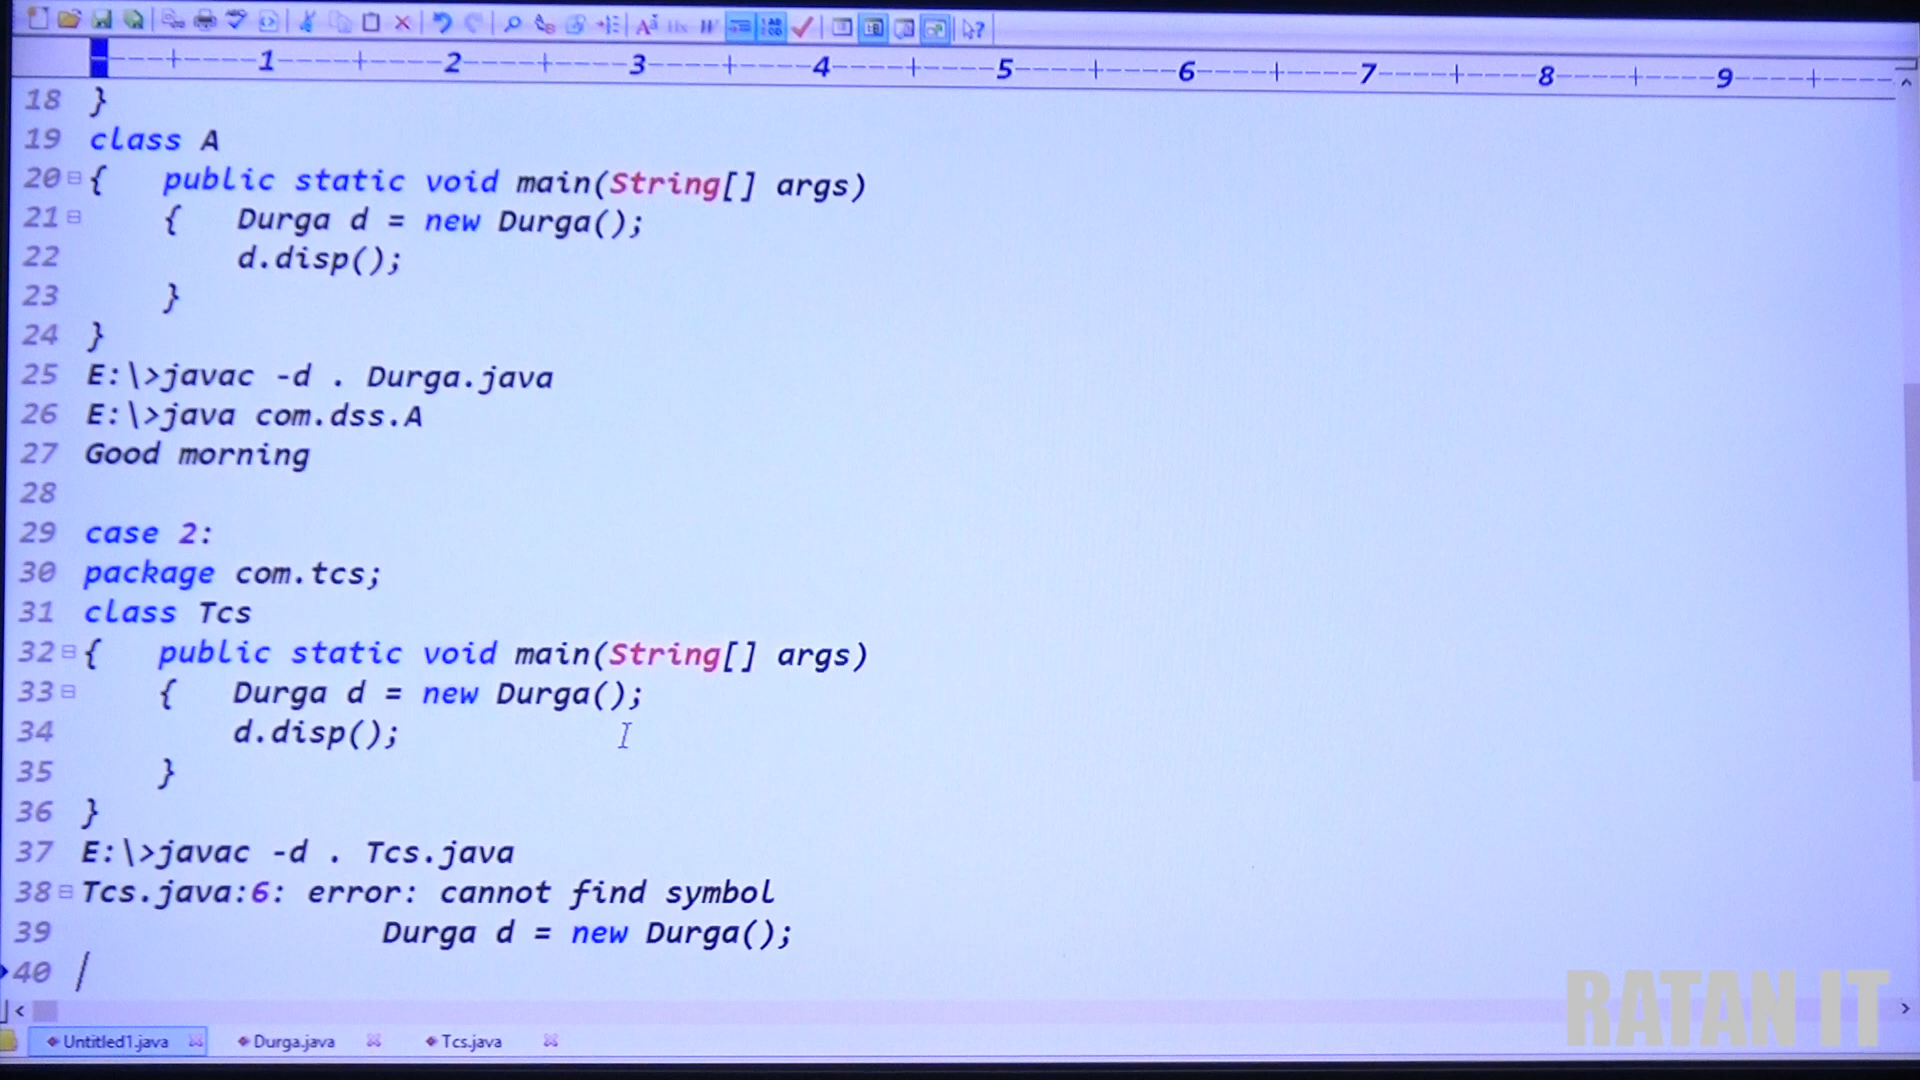 1 2 3 4 5 6 7 8 9
18 }
19 class A
20 { public static void main(String[] args)
21 { Durga d = new Durga();
22 d.disp();
23 }
24 }
25 E:\>javac -d . Durga.java
26 E:\>java com.dss.A
27 Good morning
28
29 case 2:
30 package com.tcs;
31 class Tcs
32 { public static void main(String[] args)
33 { Durga d = new Durga();
34 d.disp();
35 }
36 }
37 E:\>javac -d . Tcs.java
38 Tcs.java:6: error: cannot find symbol
39 Durga d = new Durga();
40
RATAN IT
Untitled1.java Durga.java Tcs.java